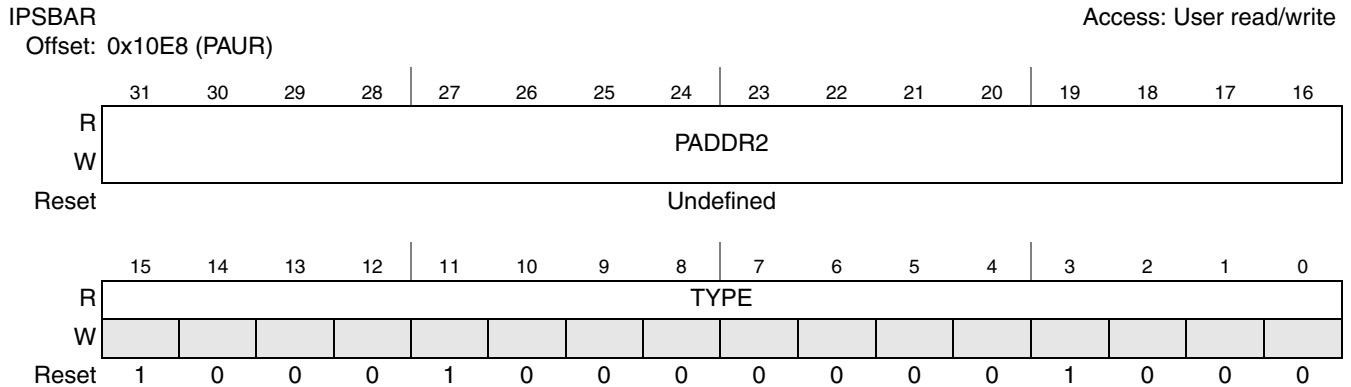 IPSBAR Access: User read/write
Offset: 0x10E8 (PAUR)
31 30 29 28 27 26 25 24 23 22 21 20 19 18 17 16
R
PADDR2
W
Reset Undefined
15 14 13 12 11 10 9 8 7 6 5 4 3 2 1 0
R TYPE
W
Reset 1 0 0 0 1 0 0 0 0 0 0 0 1 0 0 0